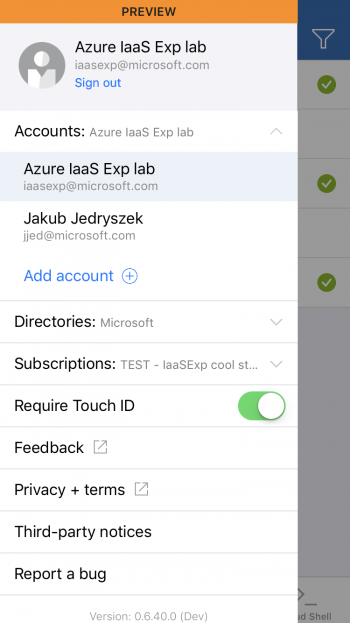 PREVIEW
Azure IaaS Exp lab
iaasexp@microsoft.com
Sign out
Accounts: Azure IaaS Exp lab
Azure IaaS Exp lab
iaasexp@microsoft.com
Jakub Jedryszek
jjed@microsoft.com
Add account
Directories: Microsoft
Subscriptions: TEST - IaaSExp cool st...
Require Touch ID
Feedback
Privacy + terms
Third-party notices
Report a bug
Version: 0.6.40.0 (Dev)
ud Shell